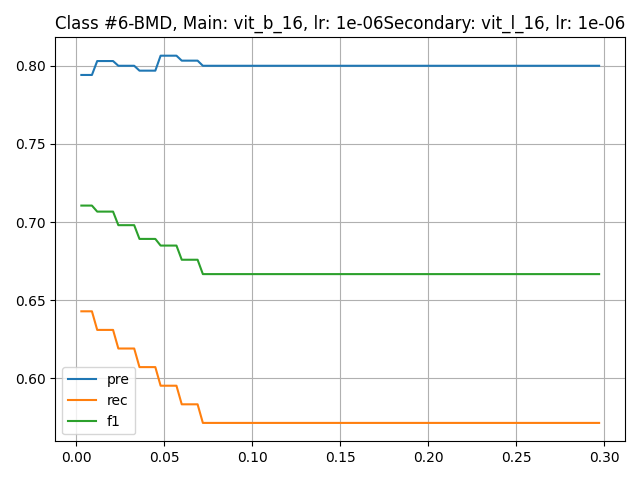 Class #6-BMD, Main: vit_b_16, lr: 1e-06Secondary: vit_l_16, lr: 1e-06
0.80
0.75
0.70
0.65
0.60
pre
rec
f1
0.00 0.05 0.10 0.15 0.20 0.25 0.30